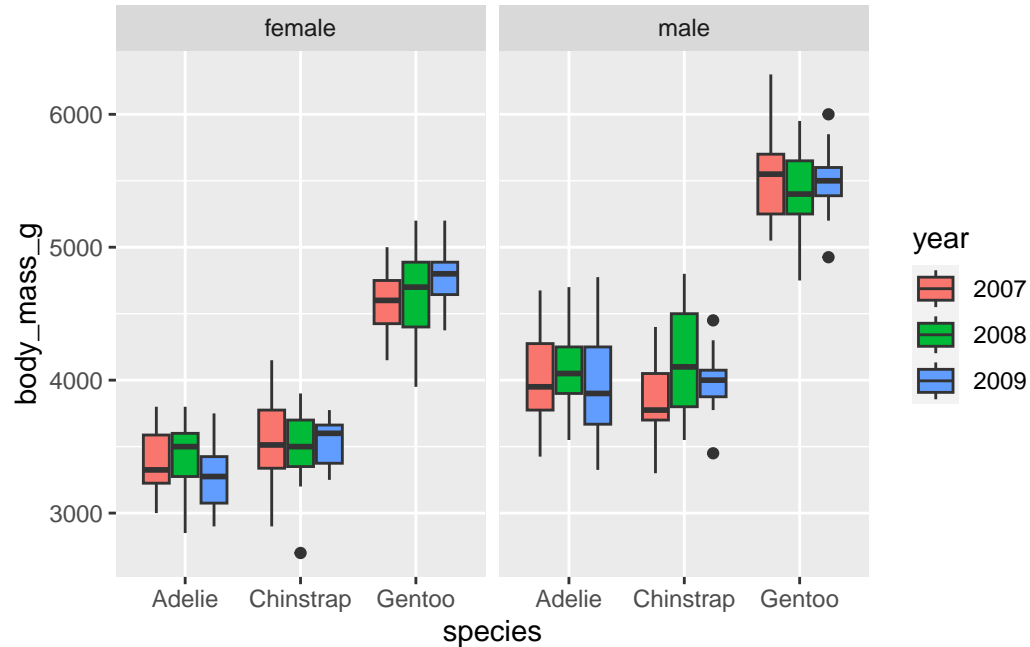 female male
6000
5000
4000
3000
body_mass_g
Adelie Chinstrap Gentoo Adelie Chinstrap Gentoo
species
year
2007
2008
2009